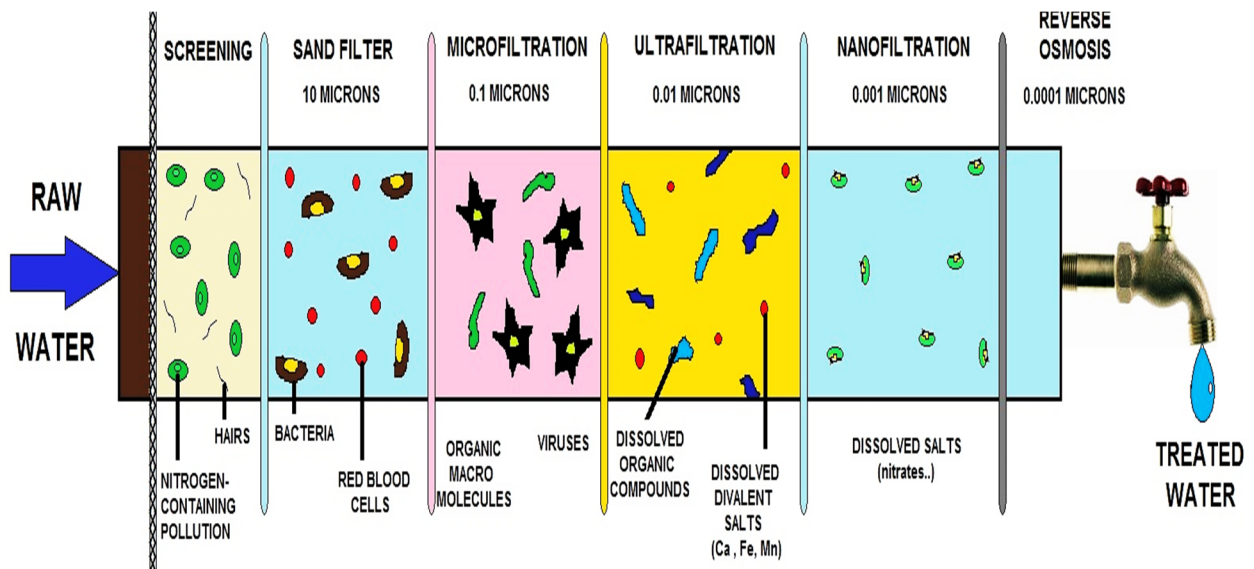 RAW
WATER
SCREENING
SAND FILTER
10 MICRONS
MICROFILTRATION
0.1 MICRONS
ULTRAFILTRATION
0.01 MICRONS
NANOFILTRATION
0.001 MICRONS
REVERSE
OSMOSIS
0.0001 MICRONS
HAIRS
NITROGEN-
CONTAINING
POLLUTION
BACTERIA
RED BLOOD
CELLS
ORGANIC
MACRO
MOLECULES
VIRUSES
DISSOLVED
ORGANIC
COMPOUNDS
DISSOLVED
DIVALENT
SALTS
(Ca , Fe, Mn)
DISSOLVED SALTS
(nitrates..)
TREATED
WATER